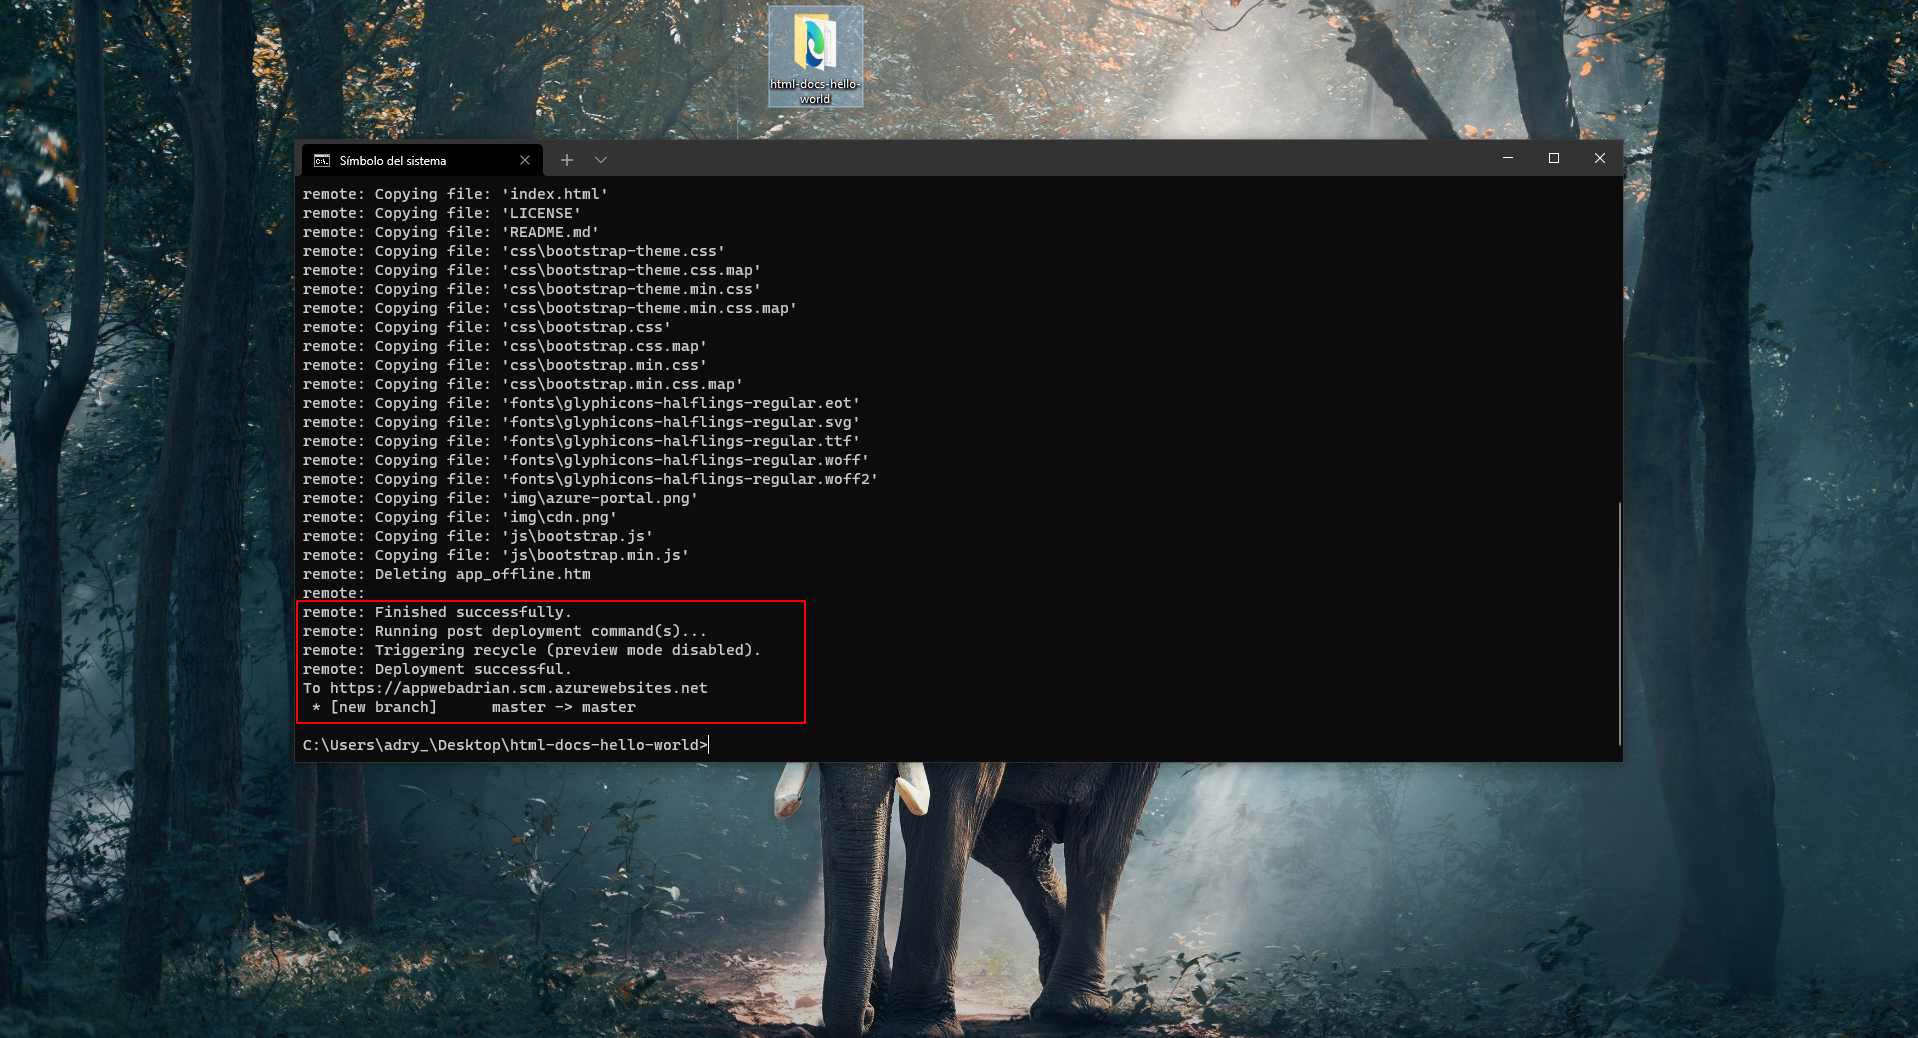 html-docs-hello-
world
Símbolo del sistema
remote: Copying file: 'index.html'
remote: Copying file: 'LICENSE'
remote: Copying file: 'README.md'
remote: Copying file: 'css\bootstrap-theme.css'
remote: Copying file: 'css\bootstrap-theme.css.map'
remote: Copying file: 'css\bootstrap-theme.min.css'
remote: Copying file: 'css\bootstrap-theme.min.css.map'
remote: Copying file: 'css\bootstrap.css'
remote: Copying file: 'css\bootstrap.css.map'
remote: Copying file: 'css\bootstrap.min.css'
remote: Copying file: 'css\bootstrap.min.css.map'
remote: Copying file: 'fonts\glyphicons-halflings-regular.eot'
remote: Copying file: 'fonts\glyphicons-halflings-regular.svg'
remote: Copying file: 'fonts\glyphicons-halflings-regular.ttf'
remote: Copying file: 'fonts\glyphicons-halflings-regular.woff'
remote: Copying file: 'fonts\glyphicons-halflings-regular.woff2'
remote: Copying file: 'img\azure-portal.png'
remote: Copying file: 'img\cdn.png'
remote: Copying file: 'js\bootstrap.js'
remote: Copying file: 'js\bootstrap.min.js'
remote: Deleting app_offline.htm
remote:
remote: Finished successfully.
remote: Running post deployment command(s)...
remote: Triggering recycle (preview mode disabled).
remote: Deployment successful.
To https://appwebadrian.scm.azurewebsites.net
 * [new branch]      master -> master
C:\Users\adry_\Desktop\html-docs-hello-world>